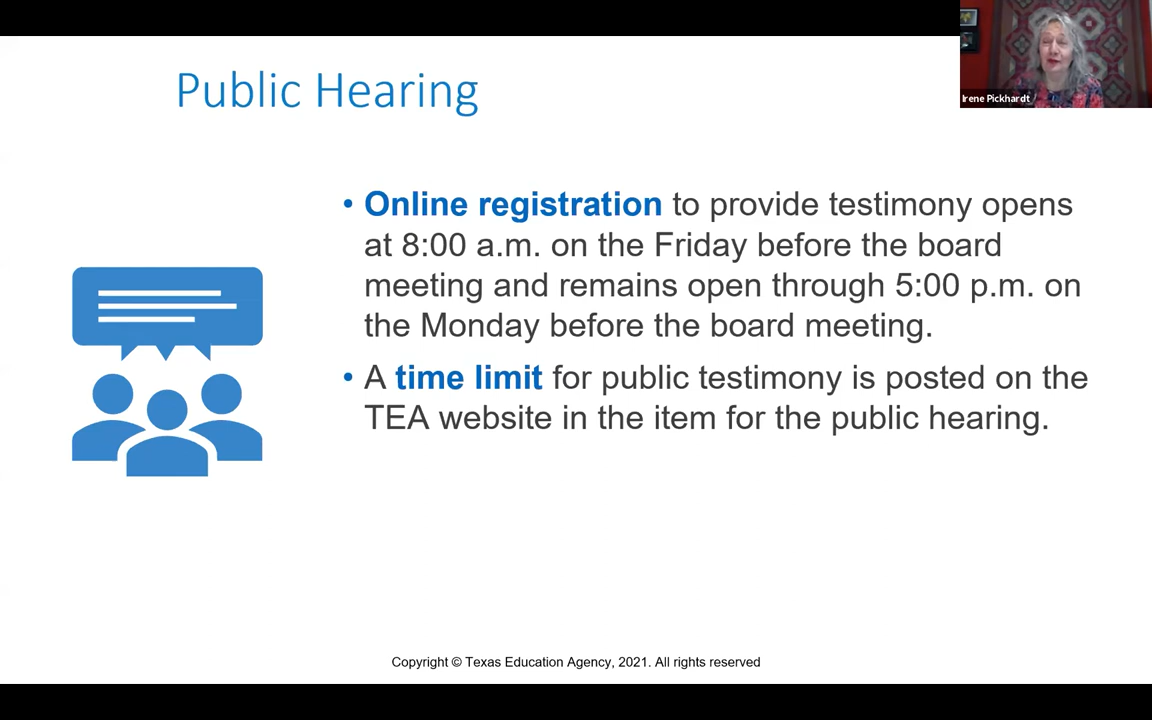 Public Hearing
Irene Pickhardt
• Online registration to provide testimony opens
at 8:00 a.m. on the Friday before the board
meeting and remains open through 5:00 p.m. on
the Monday before the board meeting.
• A time limit for public testimony is posted on the
TEA website in the item for the public hearing.
Copyright © Texas Education Agency, 2021. All rights reserved